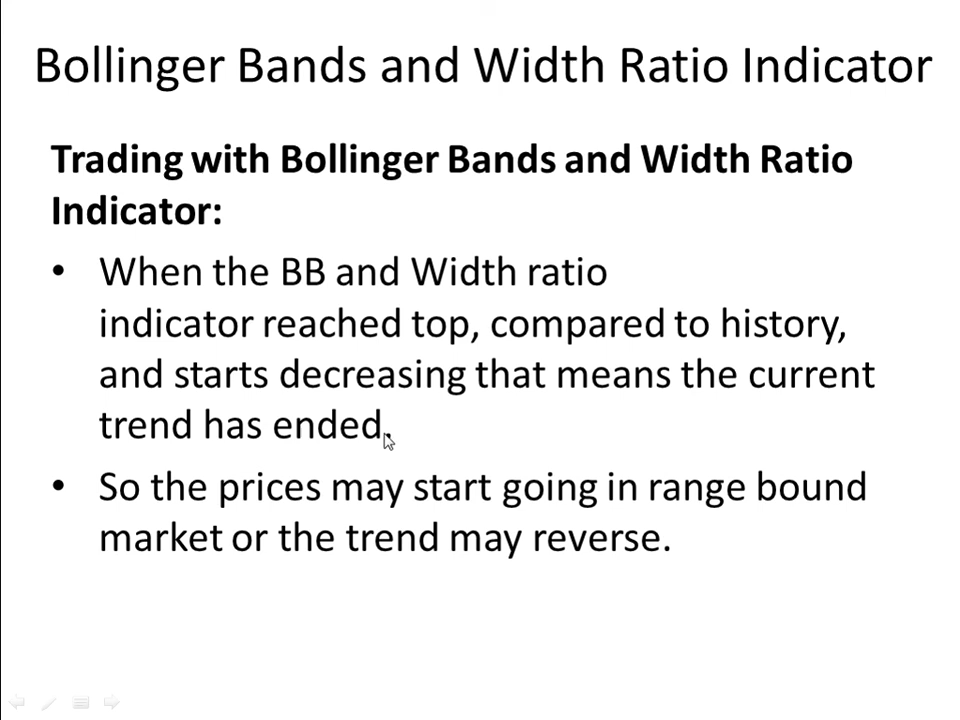 Bollinger Bands and Width Ratio Indicator
Trading with Bollinger Bands and Width Ratio
Indicator:
• When the BB and Width ratio
indicator reached top, compared to history,
and starts decreasing that means the current
trend has ended.
• So the prices may start going in range bound
market or the trend may reverse.